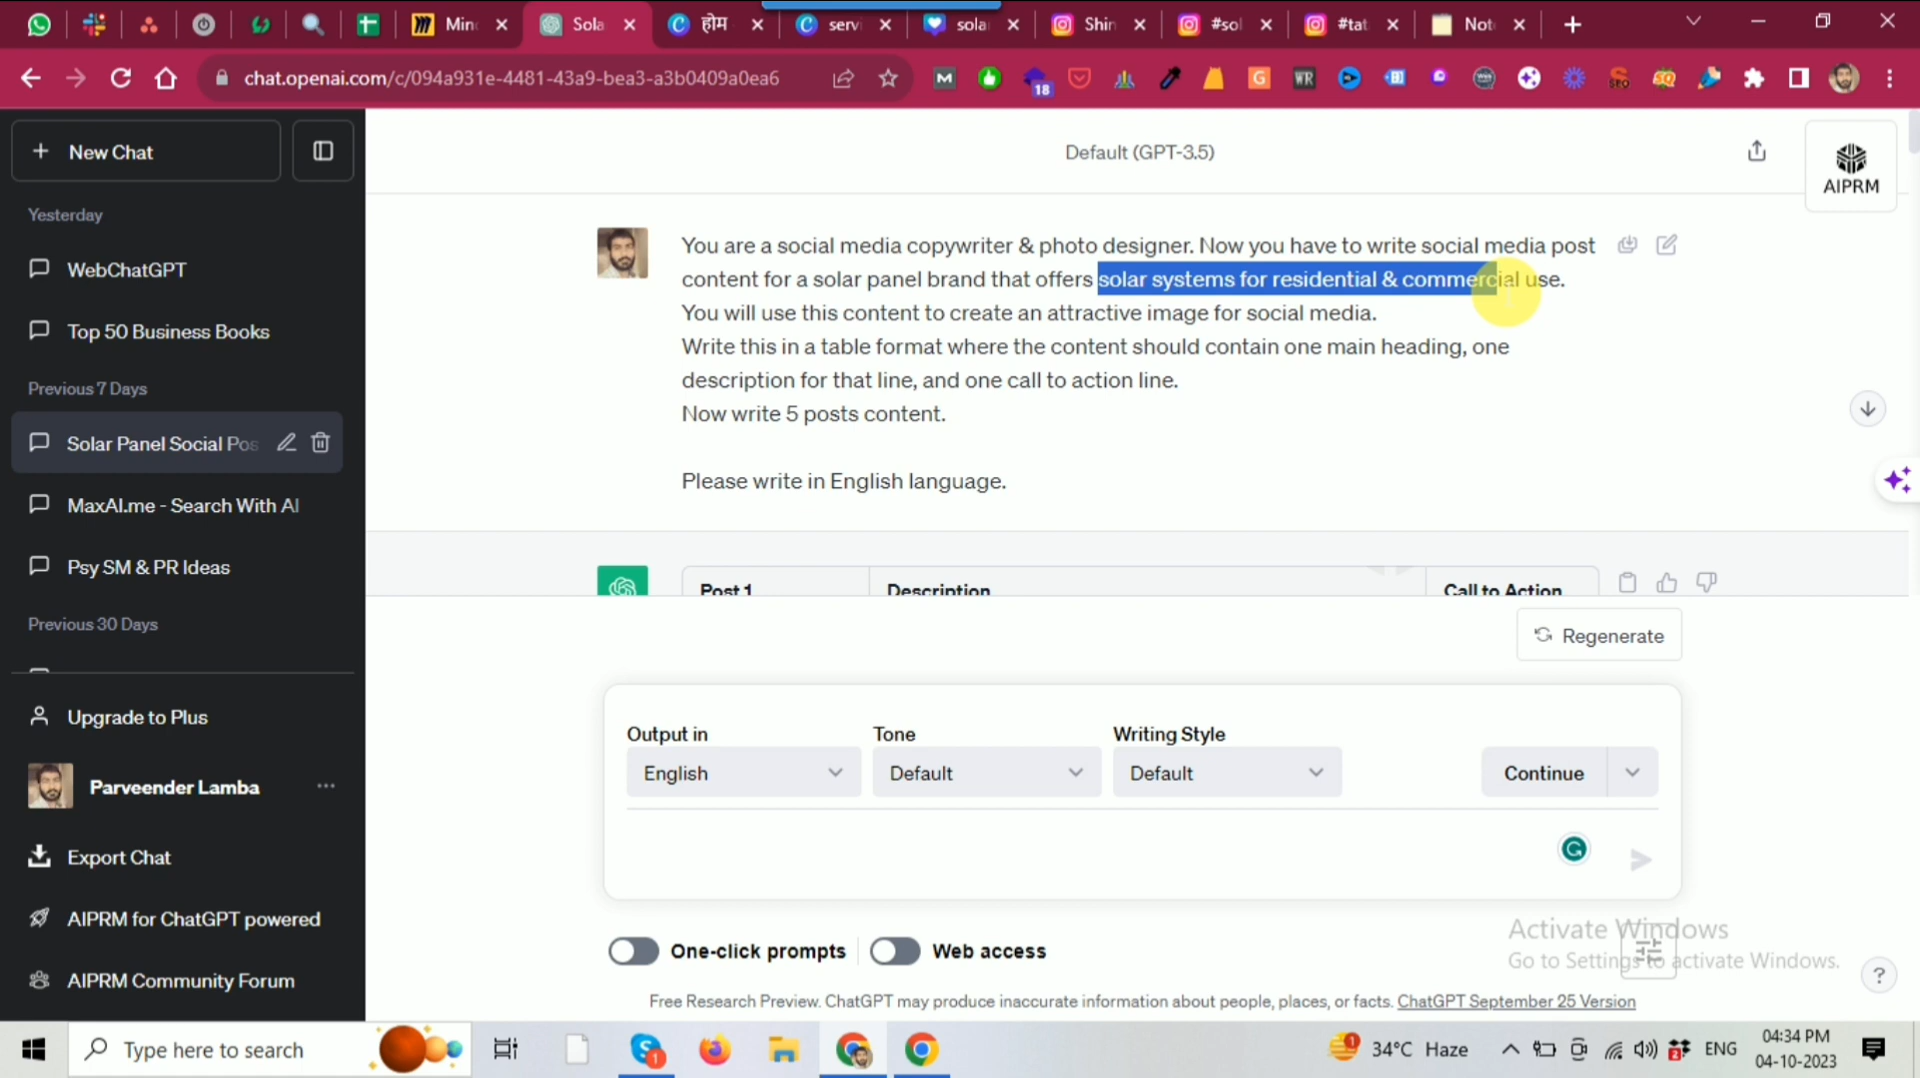 Min
Sola
होम
servi
sola
Shin
#sol
#tat
Not
chat.openai.com/c/094a931e-4481-43a9-bea3-a3b0409a0ea6
18
New Chat
Default (GPT-3.5)
AIPRM
Yesterday
WebChatGPT
Top 50 Business Books
Previous 7 Days
Solar Panel Social Pos
MaxAI.me - Search With AI
Psy SM & PR Ideas
Previous 30 Days
Upgrade to Plus
Parveender Lamba
Export Chat
AIPRM for ChatGPT powered
AIPRM Community Forum
You are a social media copywriter & photo designer. Now you have to write social media post
content for a solar panel brand that offers solar systems for residential & commercial use.
You will use this content to create an attractive image for social media.
Write this in a table format where the content should contain one main heading, one
description for that line, and one call to action line.
Now write 5 posts content.
Please write in English language.
Post 1 Description Call to Action
Regenerate
Output in Tone Writing Style
English Default Default Continue
One-click prompts Web access
Activate Windows
Go to Settings to activate Windows.
Free Research Preview. ChatGPT may produce inaccurate information about people, places, or facts. ChatGPT September 25 Version
Type here to search
34°C Haze
ENG
04:34 PM
04-10-2023